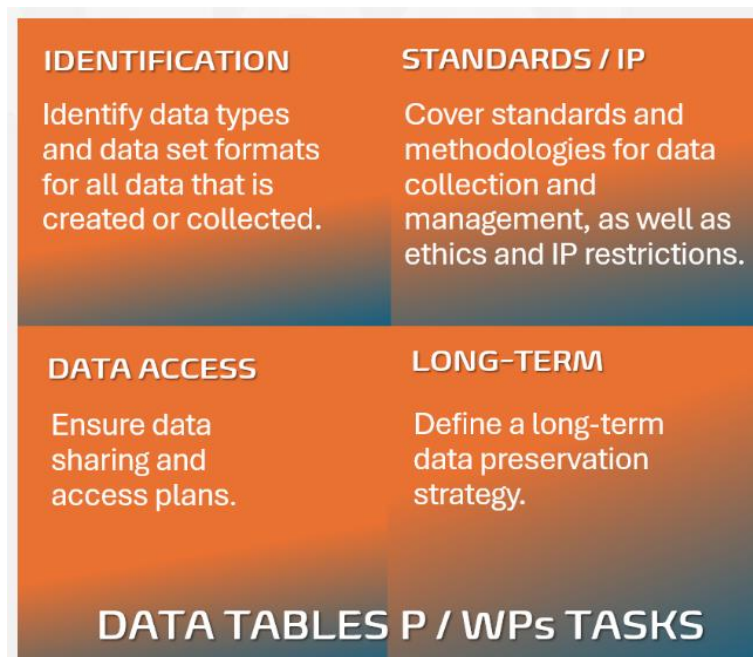 IDENTIFICATION
Identify data types
and data set formats
for all data that is
created or collected.
STANDARDS / IP
Cover standards and
methodologies for data
collection and
management, as well as
ethics and IP restrictions.
DATA ACCESS
Ensure data
sharing and
access plans.
LONG-TERM
Define a long-term
data preservation
strategy.
DATA TABLES P / WPs TASKS